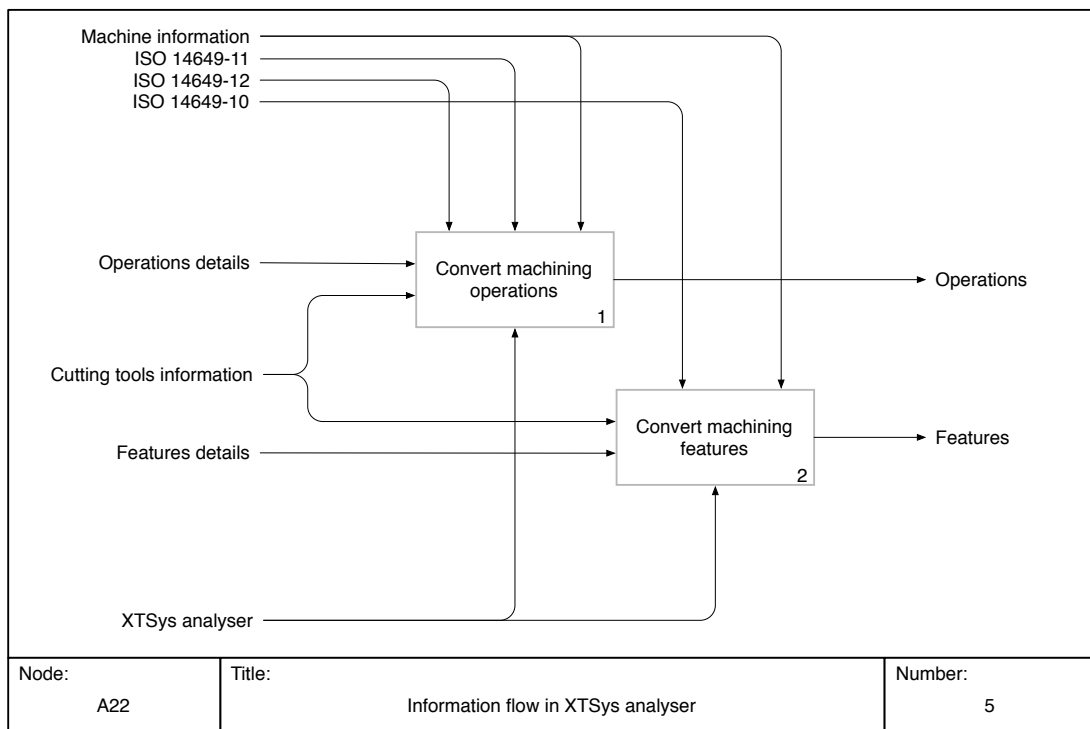 Machine information
ISO 14649-11
ISO 14649-12
ISO 14649-10
Operations details
Convert machining
operations
1
Operations
Cutting tools information
Convert machining
features
2
Features
Features details
XTSys analyser
Node:
A22
Title:
Information flow in XTSys analyser
Number:
5